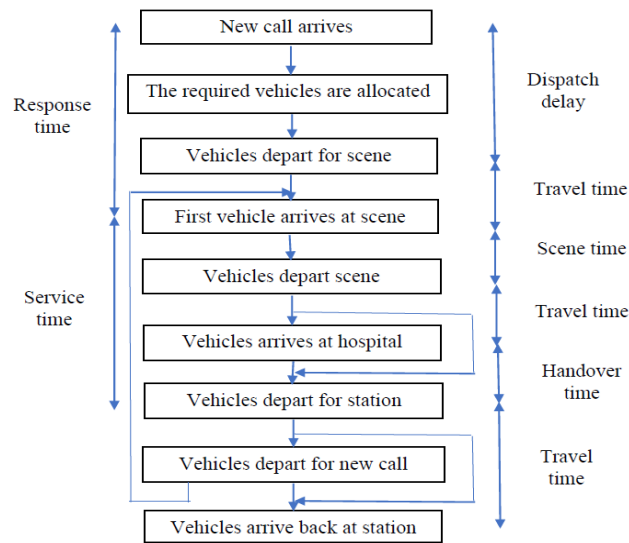 New call arrives
The required vehicles are allocated
Dispatch
delay
Response
time
Vehicles depart for scene
Travel time
First vehicle arrives at scene
Scene time
Vehicles depart scene
Service
time
Travel time
Vehicles arrives at hospital
Handover
time
Vehicles depart for station
Vehicles depart for new call
Travel
time
Vehicles arrive back at station